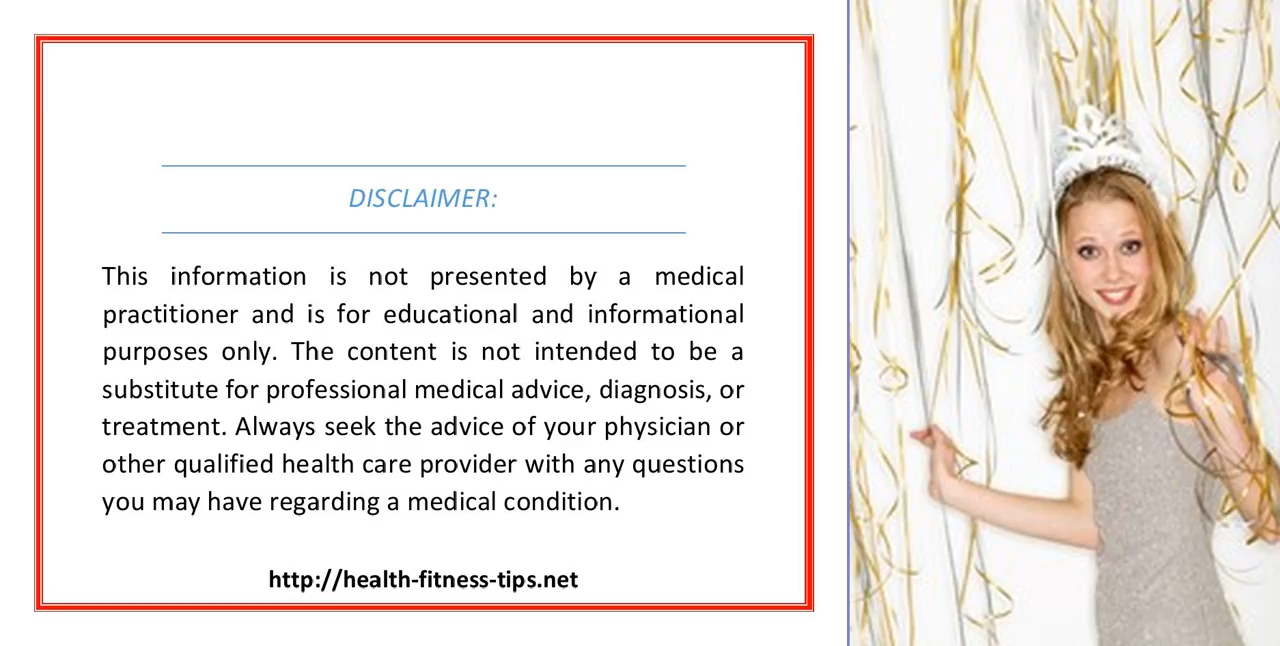 DISCLAIMER:
This information is not presented by a medical
practitioner and is for educational and informational
purposes only. The content is not intended to be a
substitute for professional medical advice, diagnosis, or
treatment. Always seek the advice of your physician or
other qualified health care provider with any questions
you may have regarding a medical condition.
http://health-fitness-tips.net